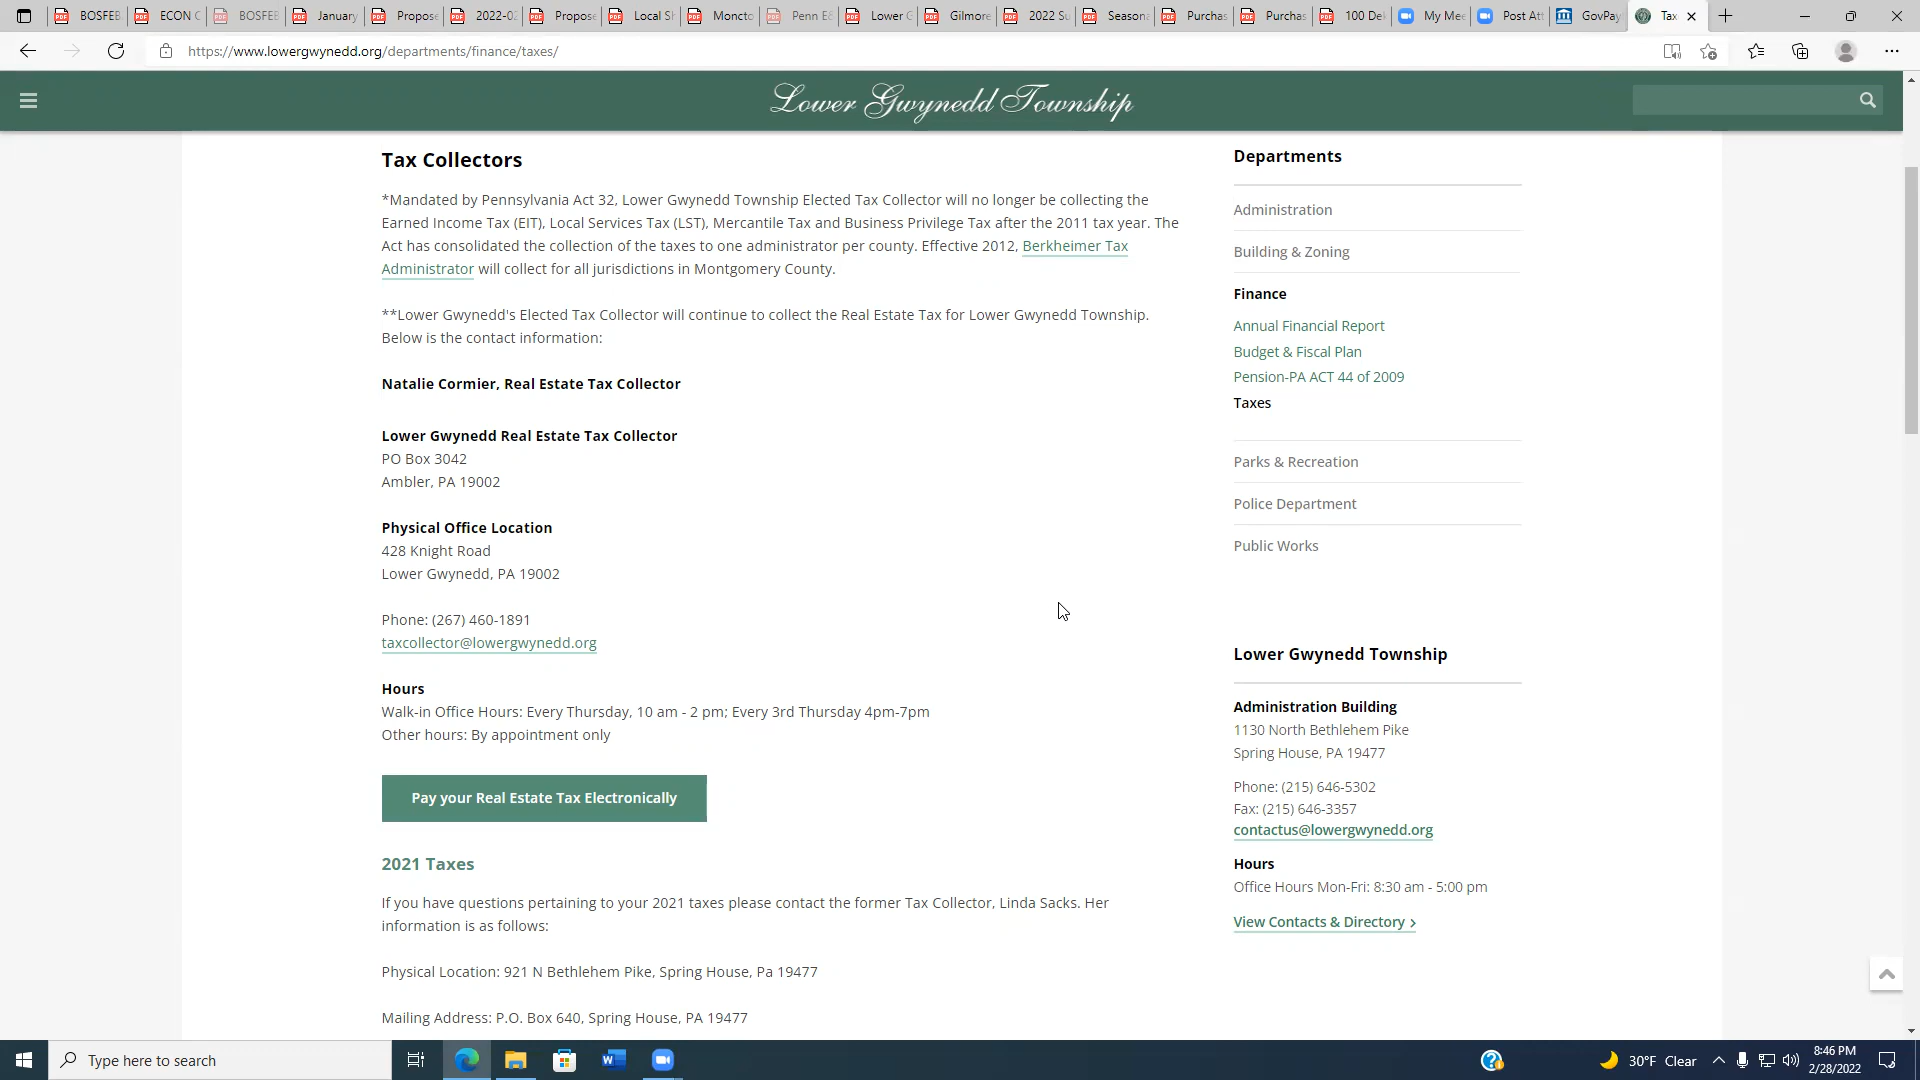 BOSFEB
ECON C
BOSFEB
January
Propose
2022-02
Propose
Local Sh
Moncto
Penn E&
Lower G
Gilmore
2022 Su
Seasona
Purchas
Purchas
100 Del
My Mee
Post Att
GovPay
Tax
https://www.lowergwynedd.org/departments/finance/taxes/
Lower Gwynedd Township
Tax Collectors
*Mandated by Pennsylvania Act 32, Lower Gwynedd Township Elected Tax Collector will no longer be collecting the
Earned Income Tax (EIT), Local Services Tax (LST), Mercantile Tax and Business Privilege Tax after the 2011 tax year. The
Act has consolidated the collection of the taxes to one administrator per county. Effective 2012, Berkheimer Tax
Administrator will collect for all jurisdictions in Montgomery County.
**Lower Gwynedd's Elected Tax Collector will continue to collect the Real Estate Tax for Lower Gwynedd Township.
Below is the contact information:
Natalie Cormier, Real Estate Tax Collector
Lower Gwynedd Real Estate Tax Collector
PO Box 3042
Ambler, PA 19002
Physical Office Location
428 Knight Road
Lower Gwynedd, PA 19002
Phone: (267) 460-1891
taxcollector@lowergwynedd.org
Hours
Walk-in Office Hours: Every Thursday, 10 am - 2 pm; Every 3rd Thursday 4pm-7pm
Other hours: By appointment only
Pay your Real Estate Tax Electronically
2021 Taxes
If you have questions pertaining to your 2021 taxes please contact the former Tax Collector, Linda Sacks. Her
information is as follows:
Physical Location: 921 N Bethlehem Pike, Spring House, Pa 19477
Mailing Address: P.O. Box 640, Spring House, PA 19477
Departments
Administration
Building & Zoning
Finance
Annual Financial Report
Budget & Fiscal Plan
Pension-PA ACT 44 of 2009
Taxes
Parks & Recreation
Police Department
Public Works
Lower Gwynedd Township
Administration Building
1130 North Bethlehem Pike
Spring House, PA 19477
Phone: (215) 646-5302
Fax: (215) 646-3357
contactus@lowergwynedd.org
Hours
Office Hours Mon-Fri: 8:30 am - 5:00 pm
View Contacts & Directory >
Type here to search
30°F Clear
8:46 PM
2/28/2022